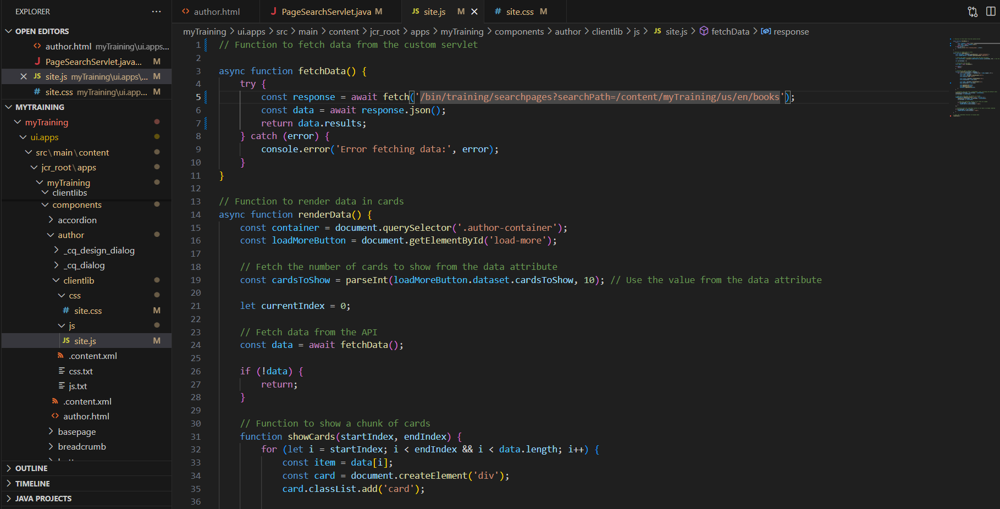 EXPLORER
OPEN EDITORS
author.html myTraining\ui.apps...
PageSearchServlet.java... M
site.js myTraining\ui.apps\... M
site.css myTraining\ui.app... M
MYTRAINING
myTraining
ui.apps
src\main\content
jcr_root\apps
myTraining
clientlibs
components
accordion
author
_cq_design_dialog
_cq_dialog
clientlib
css
# site.css M
js
JS site.js M
.content.xml
css.txt
js.txt
.content.xml
author.html
basepage
breadcrumb
OUTLINE
TIMELINE
JAVA PROJECTS
author.html
J PageSearchServlet.java M
JS site.js M
# site.css M
myTraining > ui.apps > src > main > content > jcr_root > apps > myTraining > components > author > clientlib > js > JS site.js > fetchData > response
1 // Function to fetch data from the custom servlet
2
3 async function fetchData() {
4 try {
5 const response = await fetch('/bin/training/searchpages?searchPath=/content/myTraining/us/en/books');
6 const data = await response.json();
7 return data.results;
8 } catch (error) {
9 console.error('Error fetching data:', error);
10 }
11 }
12
13 // Function to render data in cards
14 async function renderData() {
15 const container = document.querySelector('.author-container');
16 const loadMoreButton = document.getElementById('load-more');
17
18 // Fetch the number of cards to show from the data attribute
19 const cardsToShow = parseInt(loadMoreButton.dataset.cardsToShow, 10); // Use the value from the data attribute
20
21 let currentIndex = 0;
22
23 // Fetch data from the API
24 const data = await fetchData();
25
26 if (!data) {
27 return;
28 }
29
30 // Function to show a chunk of cards
31 function showCards(startIndex, endIndex) {
32 for (let i = startIndex; i < endIndex && i < data.length; i++) {
33 const item = data[i];
34 const card = document.createElement('div');
35 card.classList.add('card');
36